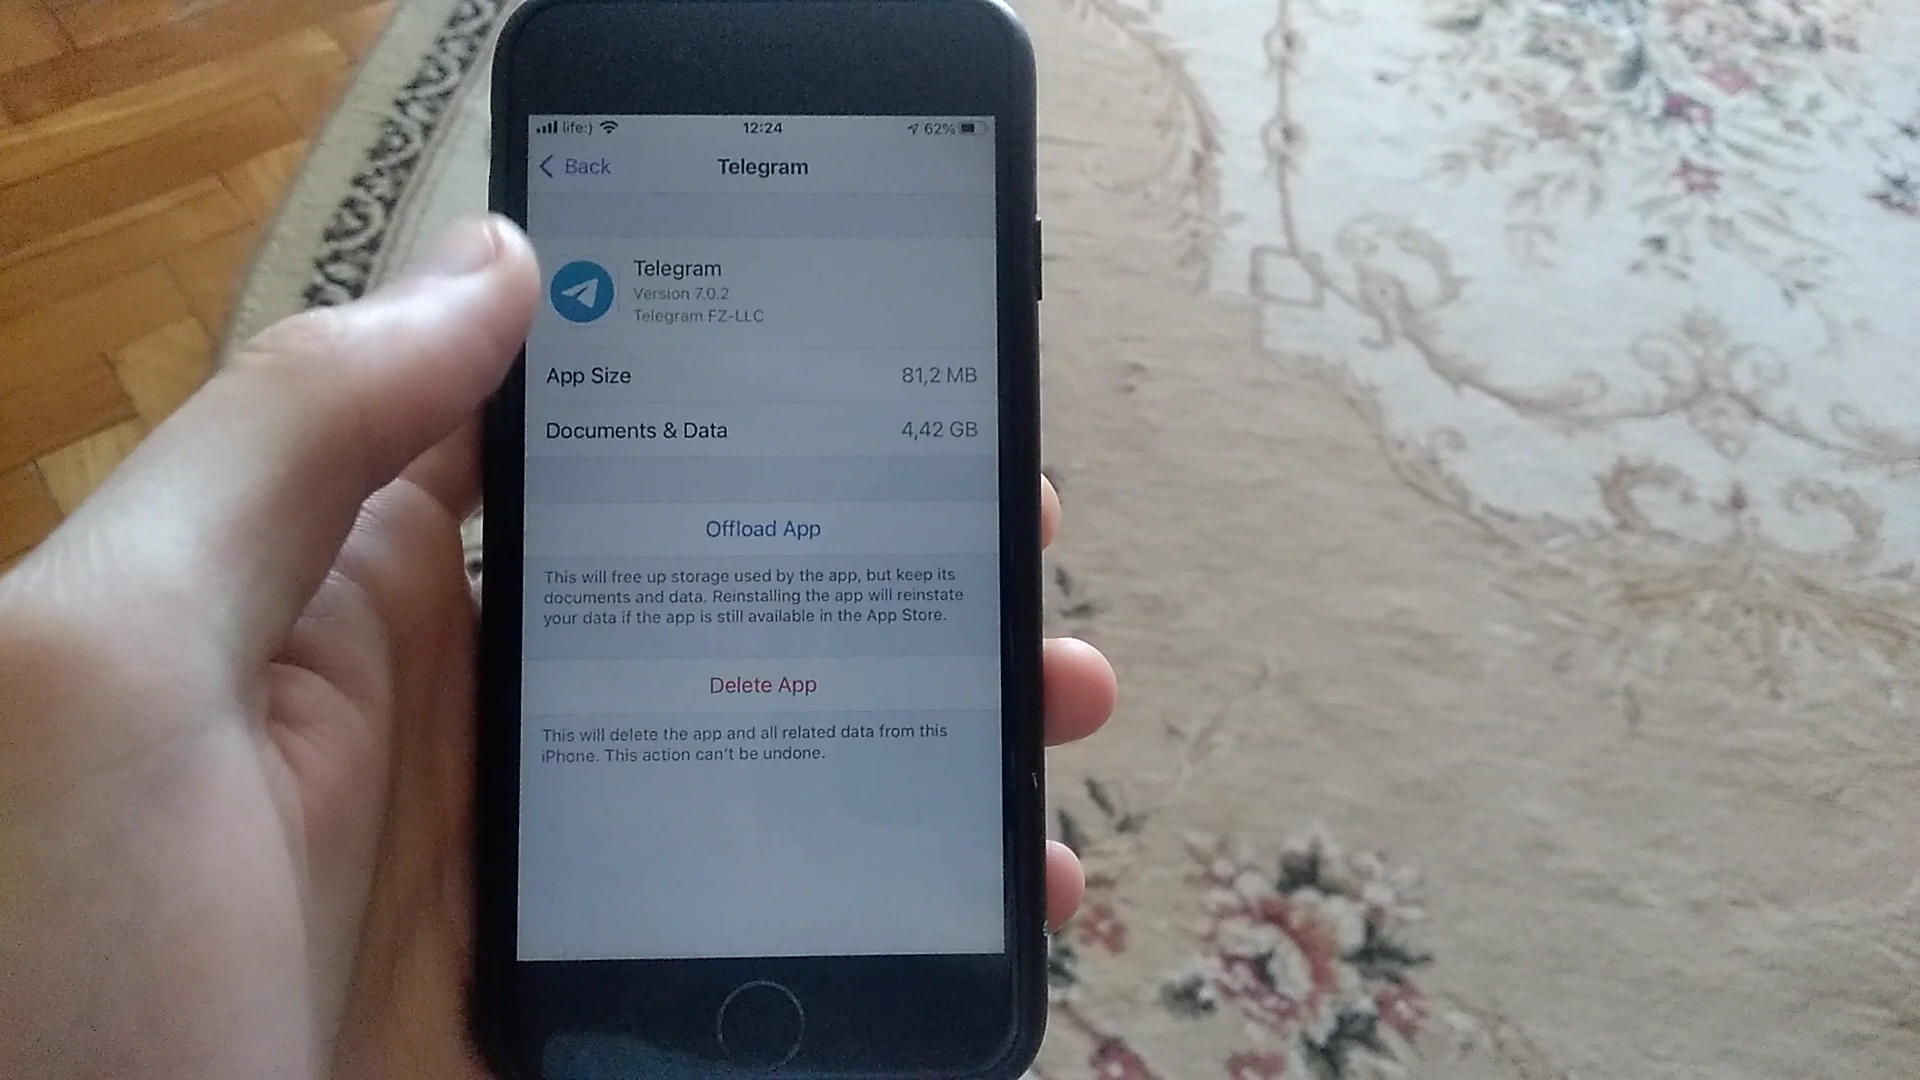 life:) 12:24 62%
Back Telegram
Telegram
Version 7.0.2
Telegram FZ-LLC
App Size 81,2 MB
Documents & Data 4,42 GB
Offload App
This will free up storage used by the app, but keep its
documents and data. Reinstalling the app will reinstate
your data if the app is still available in the App Store.
Delete App
This will delete the app and all related data from this
iPhone. This action can't be undone.